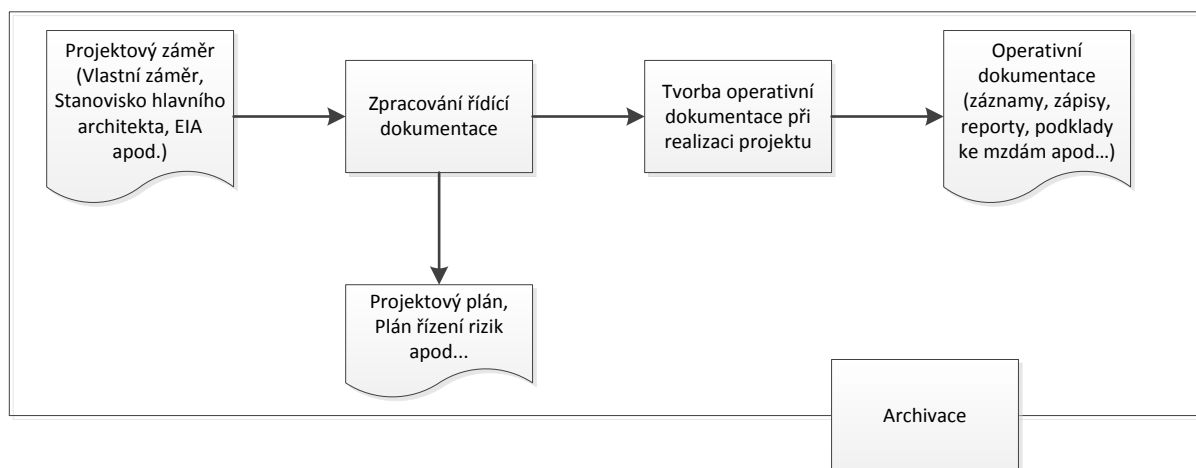 Projektový záměr
(Vlastní záměr,
Stanovisko hlavního
architekta, EIA
apod.)
Zpracování řídící
dokumentace
Tvorba operativní
dokumentace při
realizaci projektu
Operativní
dokumentace
(záznamy, zápisy,
reporty, podklady
ke mzdám apod…)
Projektový plán,
Plán řízení rizik
apod...
Archivace